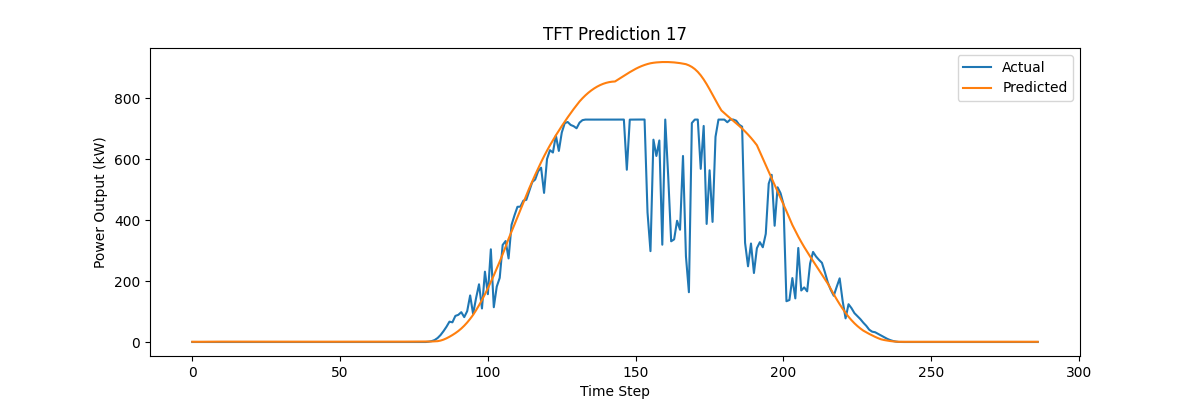 TFT Prediction 17
Actual
Predicted
Power Output (kW)
800
600
400
200
0
0 50 100 150 200 250 300
Time Step